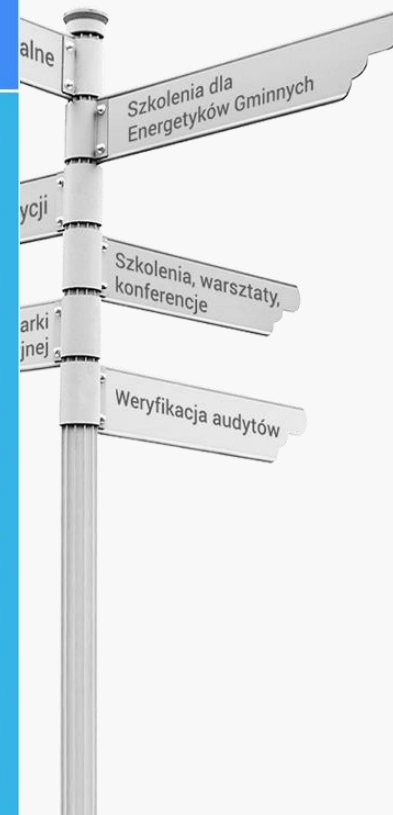 alne
Szkolenia dla
Energetyków Gminnych
ycji
Szkolenia, warsztaty,
konferencje
arki
jnej
Weryfikacja audytów